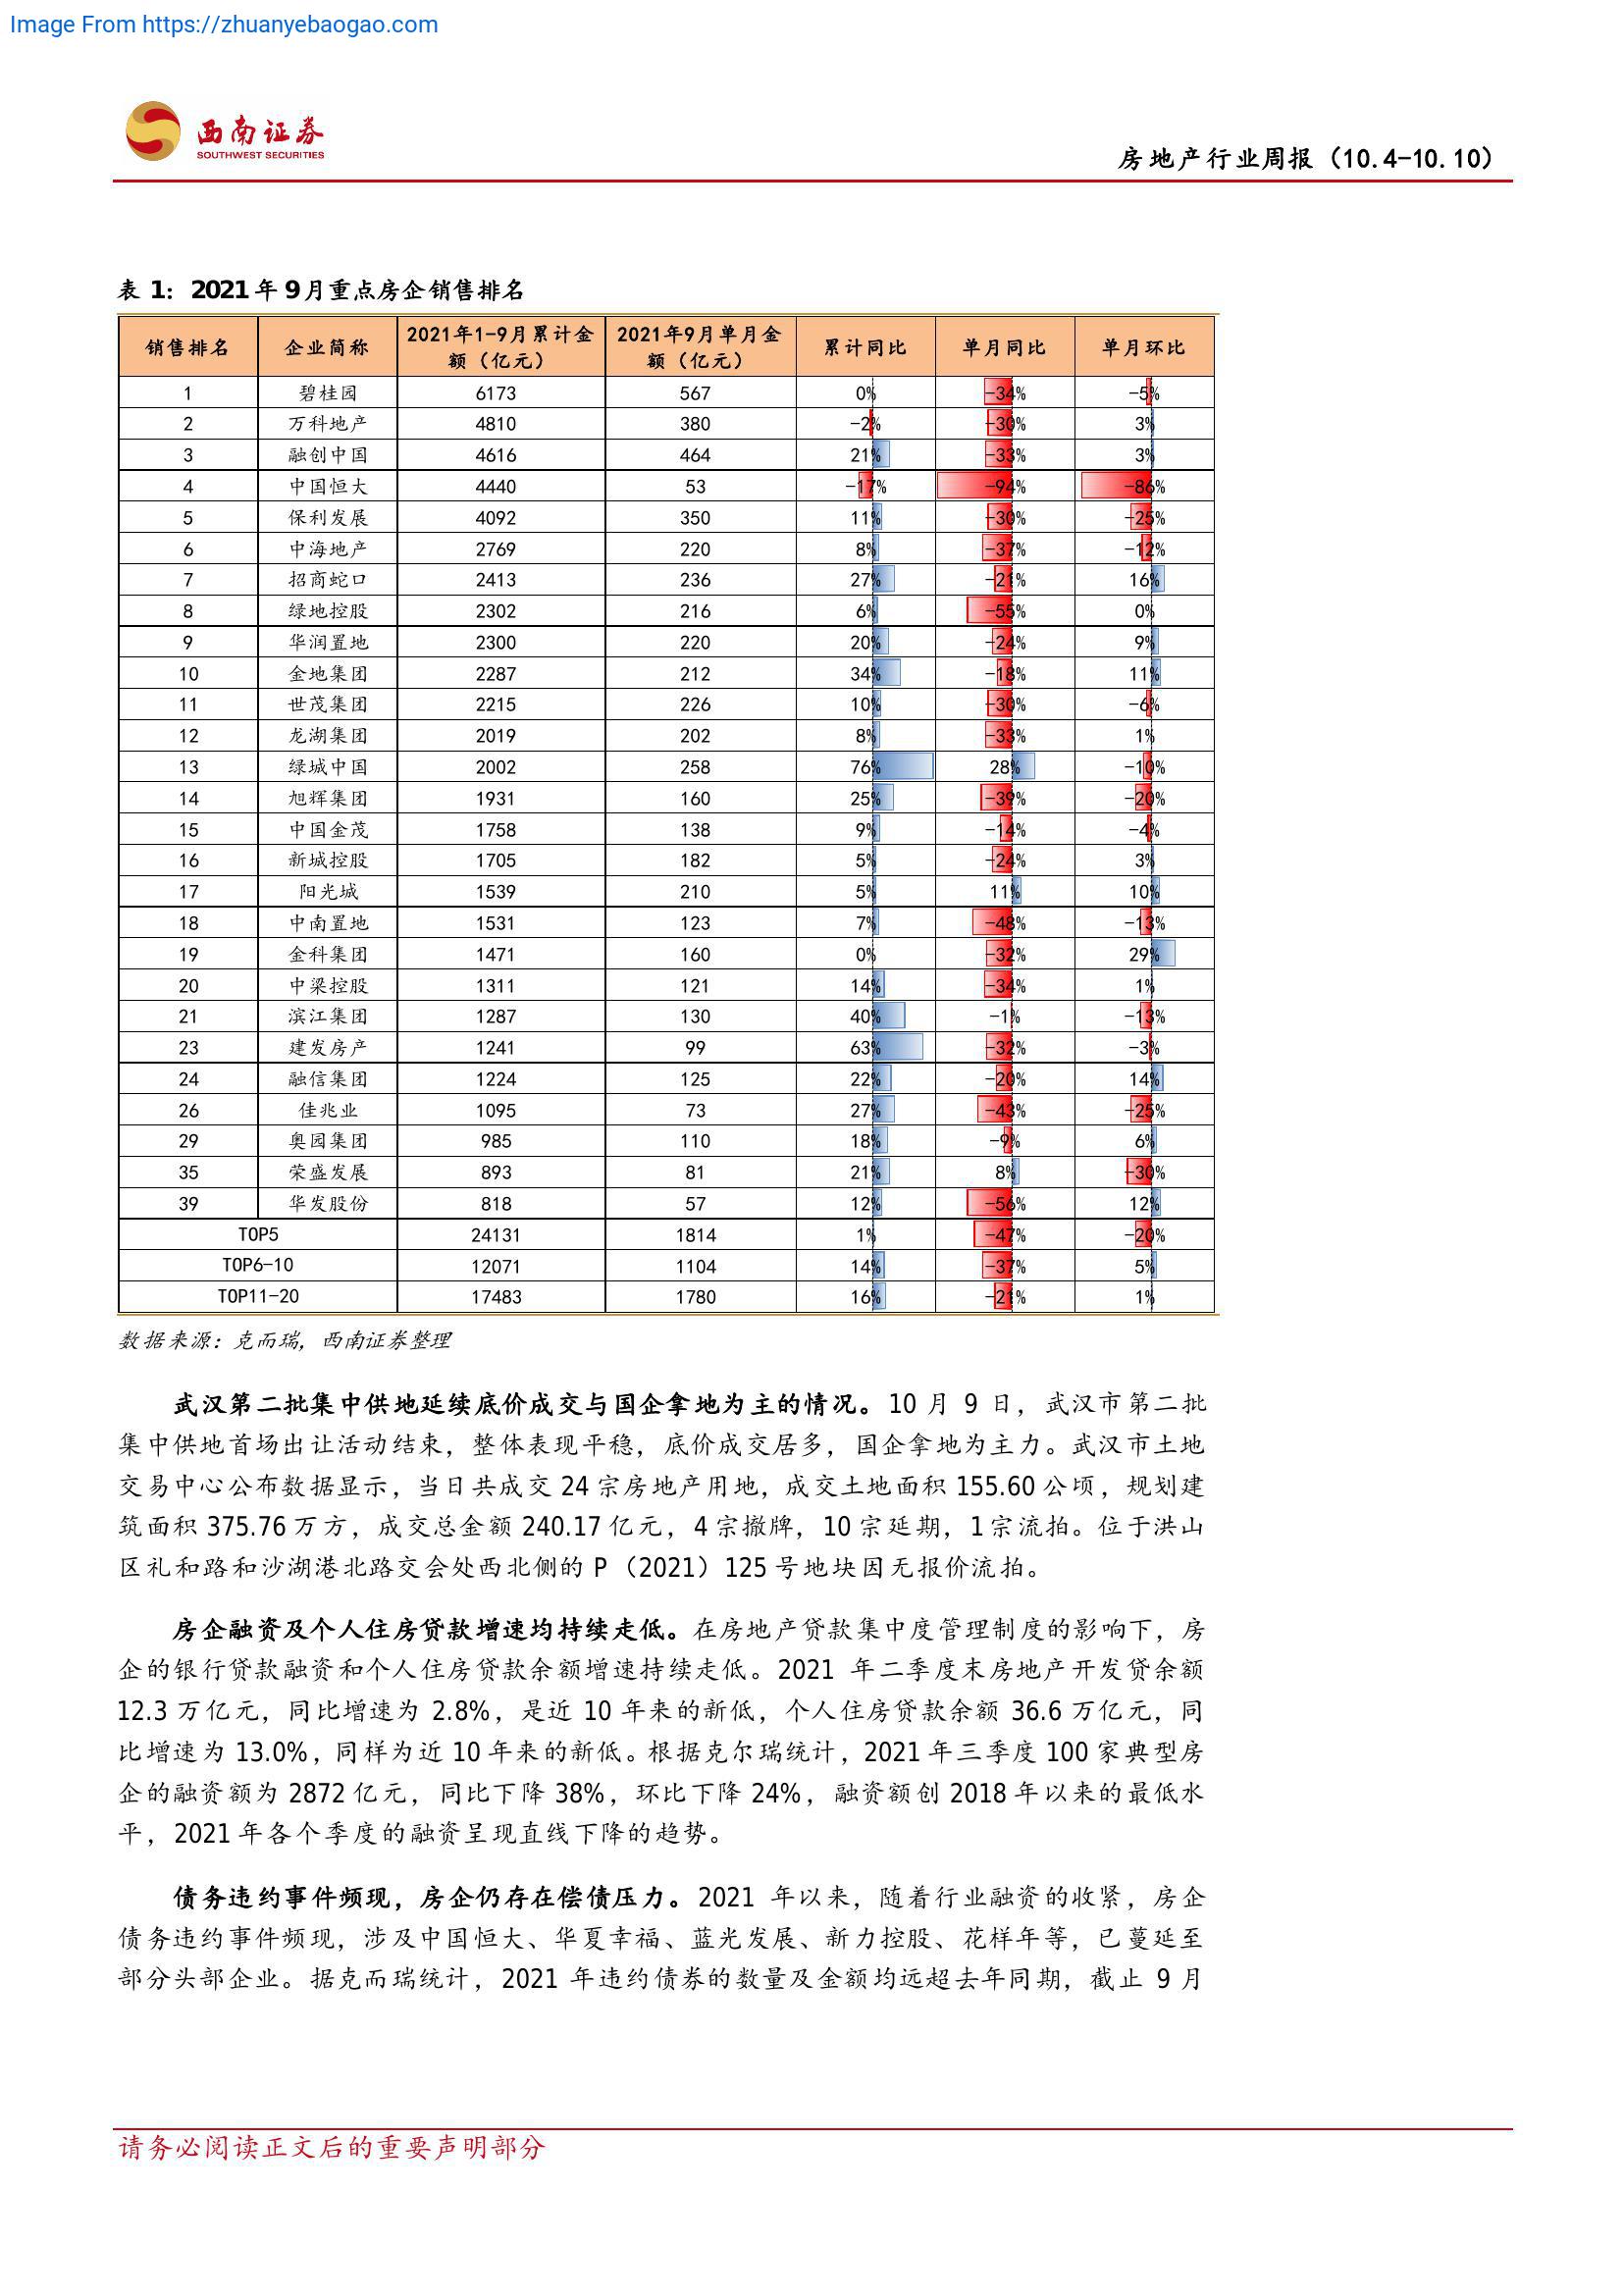 Image From https://zhuanyebaogao.com
西南证券
SOUTHWEST SECURITIES
房地产行业周报（10.4-10.10）
表 1：2021 年 9 月重点房企销售排名
销售排名 企业简称 2021年1-9月累计金额（亿元） 2021年9月单月金额（亿元） 累计同比 单月同比 单月环比
1 碧桂园 6173 567 0% -34% -5%
2 万科地产 4810 380 -2% -30% 3%
3 融创中国 4616 464 21% -33% 3%
4 中国恒大 4440 53 -17% -94% -86%
5 保利发展 4092 350 11% -30% -25%
6 中海地产 2769 220 8% -37% -12%
7 招商蛇口 2413 236 27% -21% 16%
8 绿地控股 2302 216 6% -55% 0%
9 华润置地 2300 220 20% -24% 9%
10 金地集团 2287 212 34% -18% 11%
11 世茂集团 2215 226 10% -30% -6%
12 龙湖集团 2019 202 8% -33% 1%
13 绿城中国 2002 258 76% 28% -10%
14 旭辉集团 1931 160 25% -39% -20%
15 中国金茂 1758 138 9% -14% -4%
16 新城控股 1705 182 5% -24% 3%
17 阳光城 1539 210 5% 11% 10%
18 中南置地 1531 123 7% -48% -13%
19 金科集团 1471 160 0% -32% 29%
20 中梁控股 1311 121 14% -34% 1%
21 滨江集团 1287 130 40% -1% -13%
23 建发房产 1241 99 63% -32% -3%
24 融信集团 1224 125 22% -20% 14%
26 佳兆业 1095 73 27% -43% -25%
29 奥园集团 985 110 18% -9% 6%
35 荣盛发展 893 81 21% 8% -30%
39 华发股份 818 57 12% -56% 12%
TOP5 24131 1814 1% -47% -20%
TOP6-10 12071 1104 14% -37% 5%
TOP11-20 17483 1780 16% -21% 1%
数据来源：克而瑞，西南证券整理
武汉第二批集中供地延续底价成交与国企拿地为主的情况。10 月 9 日，武汉市第二批
集中供地首场出让活动结束，整体表现平稳，底价成交居多，国企拿地为主力。武汉市土地
交易中心公布数据显示，当日共成交 24 宗房地产用地，成交土地面积 155.60 公顷，规划建
筑面积 375.76 万方，成交总金额 240.17 亿元，4 宗撤牌，10 宗延期，1 宗流拍。位于洪山
区礼和路和沙湖港北路交会处西北侧的 P（2021）125 号地块因无报价流拍。
房企融资及个人住房贷款增速均持续走低。在房地产贷款集中度管理制度的影响下，房
企的银行贷款融资和个人住房贷款余额增速持续走低。2021 年二季度末房地产开发贷余额
12.3 万亿元，同比增速为 2.8%，是近 10 年来的新低，个人住房贷款余额 36.6 万亿元，同
比增速为 13.0%，同样为近 10 年来的新低。根据克尔瑞统计，2021 年三季度 100 家典型房
企的融资额为 2872 亿元，同比下降 38%，环比下降 24%，融资额创 2018 年以来的最低水
平，2021 年各个季度的融资呈现直线下降的趋势。
债务违约事件频现，房企仍存在偿债压力。2021 年以来，随着行业融资的收紧，房企
债务违约事件频现，涉及中国恒大、华夏幸福、蓝光发展、新力控股、花样年等，已蔓延至
部分头部企业。据克而瑞统计，2021 年违约债券的数量及金额均远超去年同期，截止 9 月
请务必阅读正文后的重要声明部分